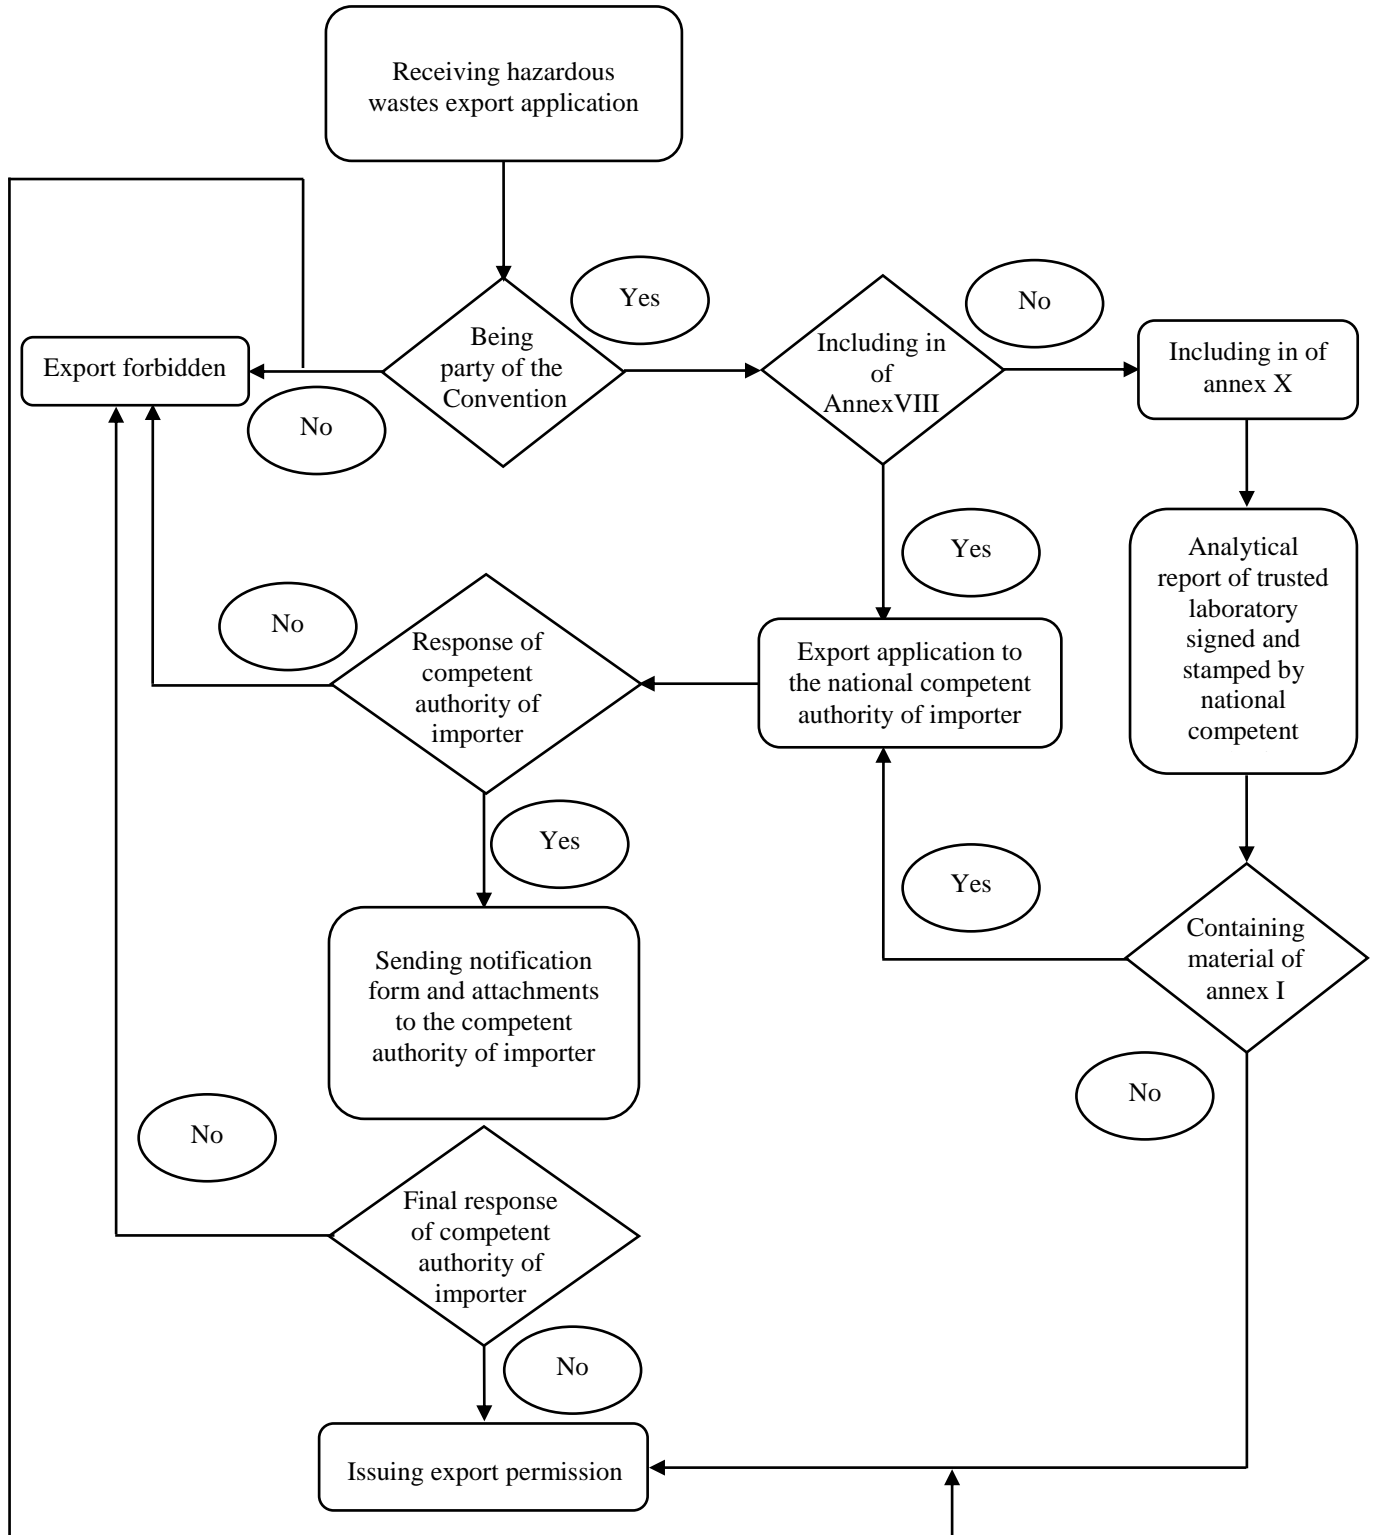 Receiving hazardous
wastes export application
Yes
No
Being
party of the
Convention
Including in
of
AnnexVIII
Including in of
annex X
Export forbidden
No
Yes
Analytical
report of trusted
laboratory
signed and
stamped by
national
competent
No
Response of
competent
authority of
importer
Export application to
the national competent
authority of importer
Yes
Yes
Containing
material of
annex I
Sending notification
form and attachments
to the competent
authority of importer
No
No
Final response
of competent
authority of
importer
No
Issuing export permission